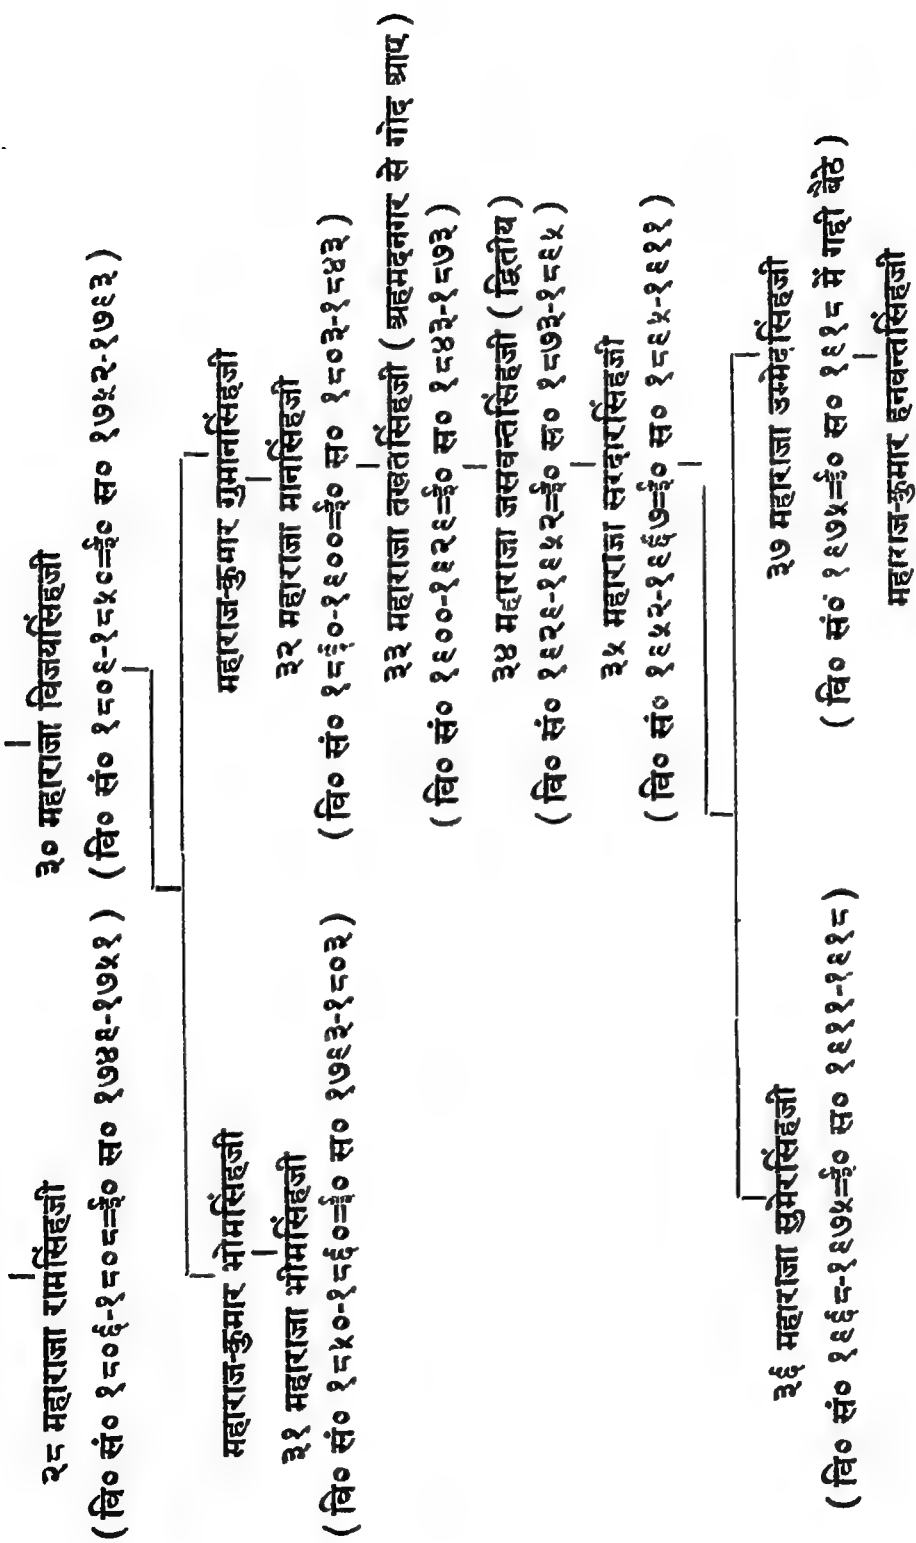 २८ महाराजा रामसिंहजी
( वि० सं० १८०६-१८०८=ई० स० १७४९-१७५१ )
३० महाराजा विजयसिंहजी
( वि० सं० १८०९-१८५०=ई० स० १७५२-१७९३ )
महाराज-कुमार भोमसिंहजी
३१ महाराजा भीमसिंहजी
( वि० सं० १८५०-१८६०=ई० स० १७९३-१८०३ )
महाराज-कुमार गुमानसिंहजी
३२ महाराजा मानसिंहजी
( वि० सं० १८६०-१९००=ई० स० १८०३-१८४३ )
३३ महाराजा तखतसिंहजी ( अहमदनगर से गोद आए )
( वि० सं० १९००-१९२९=ई० स० १८४३-१८७३ )
३४ महाराजा जसवन्तसिंहजी ( द्वितीय )
( वि० सं० १९२९-१९५२=ई० स० १८७३-१८९५ )
३५ महाराजा सरदारसिंहजी
( वि० सं० १९५२-१९६७=ई० स० १८९५-१९११ )
३६ महाराजा सुमेरसिंहजी
( वि० सं० १९६८-१९७५=ई० स० १९११-१९१८ )
३७ महाराजा उम्मेदसिंहजी
( वि० सं० १९७५=ई० स० १९१८ में गद्दी बैठे )
महाराज-कुमार हनवन्तसिंहजी